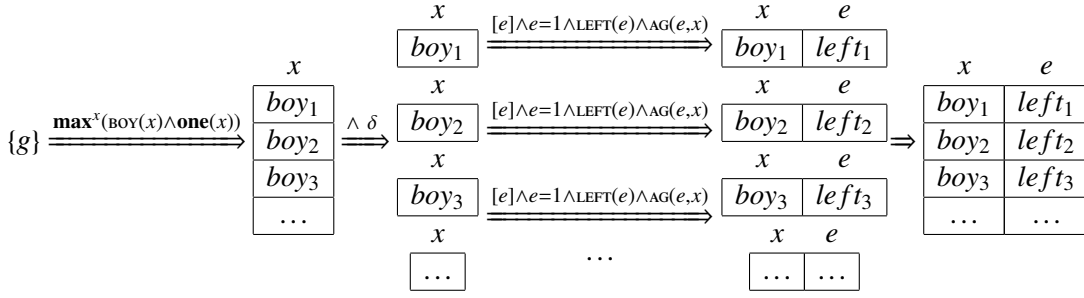 x [e]∧e=1∧LEFT(e)∧AG(e,x) x e
boy₁ boy₁ left₁
x x [e]∧e=1∧LEFT(e)∧AG(e,x) x e x e
{g} maxˣ(BOY(x)∧one(x)) boy₁ ∧ δ boy₂ boy₂ left₂ ⇒ boy₁ left₁
boy₂ boy₂ left₂
boy₃ x x e boy₃ left₃
… boy₃ [e]∧e=1∧LEFT(e)∧AG(e,x) boy₃ left₃ … …
x … x e
… … …